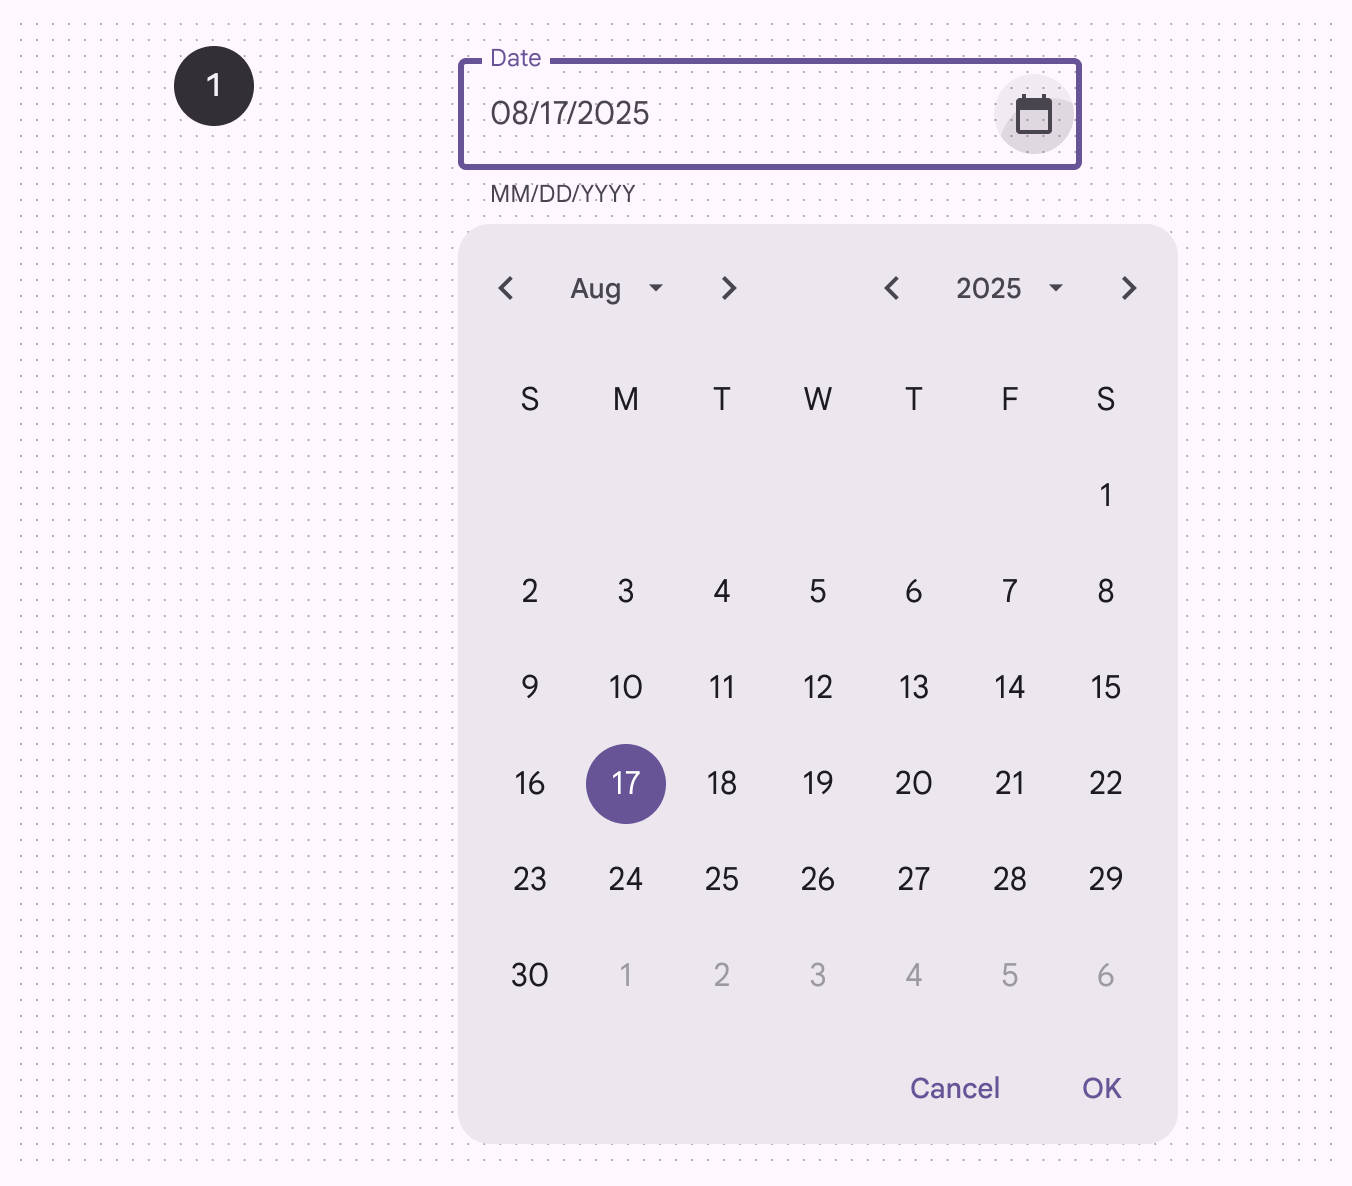 1
Date
08/17/2025
MM/DD/YYYY
Aug 2025
S M T W T F S
1
2 3 4 5 6 7 8
9 10 11 12 13 14 15
16 17 18 19 20 21 22
23 24 25 26 27 28 29
30 1 2 3 4 5 6
Cancel OK